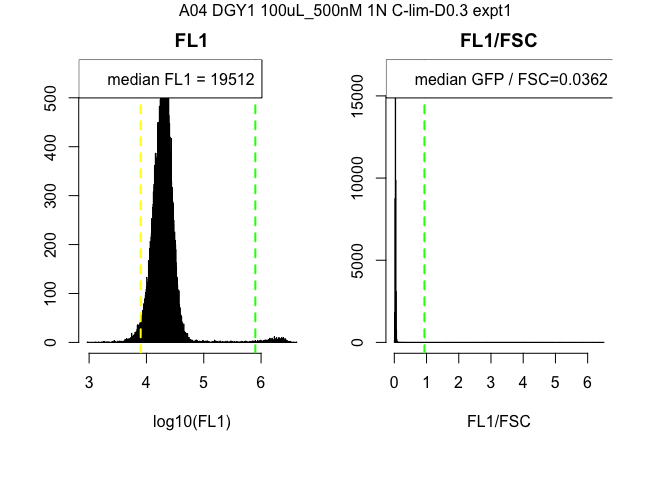 A04 DGY1 100uL_500nM 1N C-lim-D0.3 expt1
FL1
median FL1 = 19512
0
100
200
300
400
500
3 4 5 6
log10(FL1)
FL1/FSC
median GFP / FSC=0.0362
0
5000
10000
15000
0 1 2 3 4 5 6
FL1/FSC